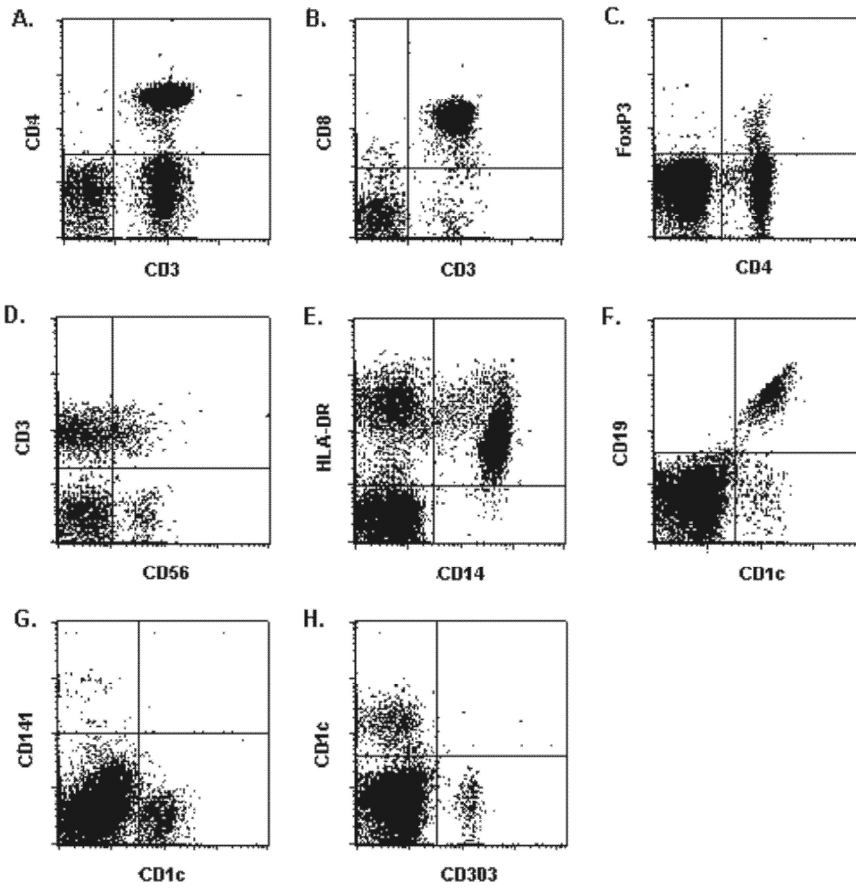 A.
CD4
CD3
B.
CD8
CD3
C.
FoxP3
CD4
D.
CD3
CD56
E.
HLA-DR
CD14
F.
CD19
CD1c
G.
CD141
CD1c
H.
CD1c
CD303